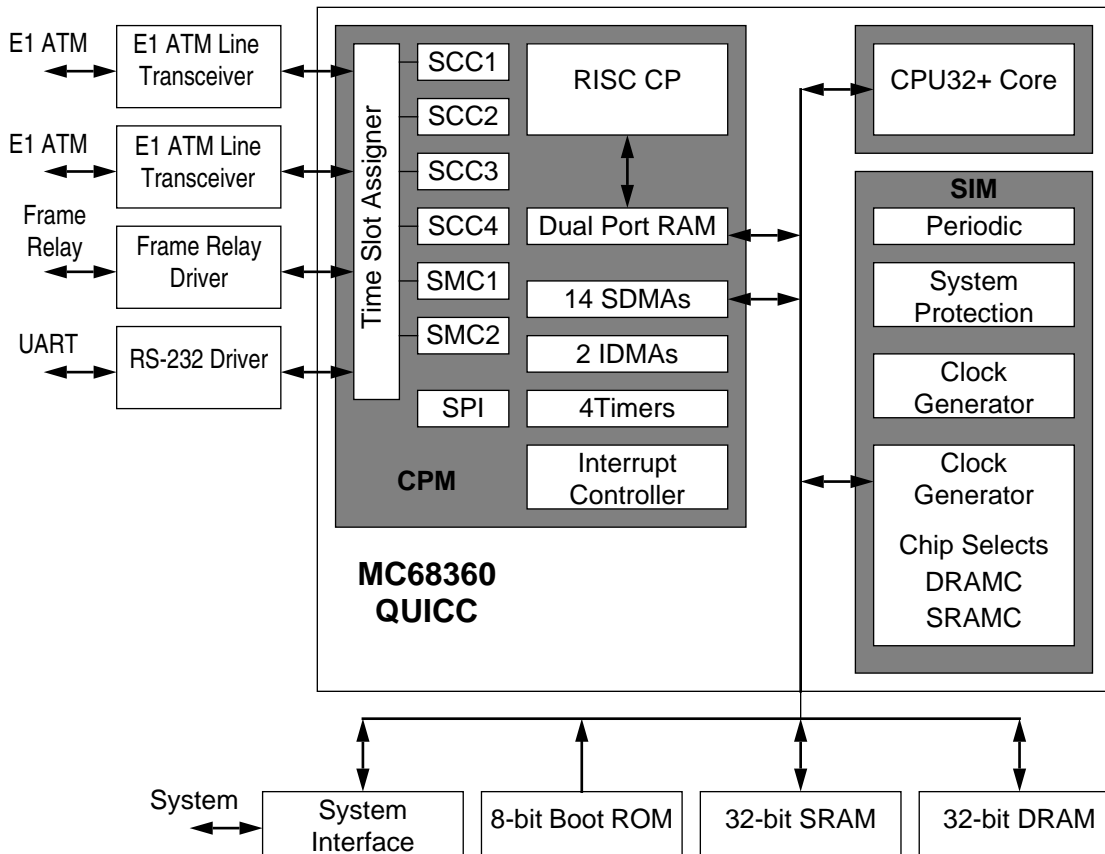 E1 ATM
E1 ATM Line
Transceiver
E1 ATM
E1 ATM Line
Transceiver
Frame
Relay
Frame Relay
Driver
UART
RS-232 Driver
Time Slot Assigner
SCC1
SCC2
SCC3
SCC4
SMC1
SMC2
SPI
RISC CP
Dual Port RAM
14 SDMAs
2 IDMAs
4Timers
Interrupt
Controller
CPM
MC68360
QUICC
CPU32+ Core
SIM
Periodic
System
Protection
Clock
Generator
Clock
Generator
Chip Selects
DRAMC
SRAMC
System
System
Interface
8-bit Boot ROM
32-bit SRAM
32-bit DRAM